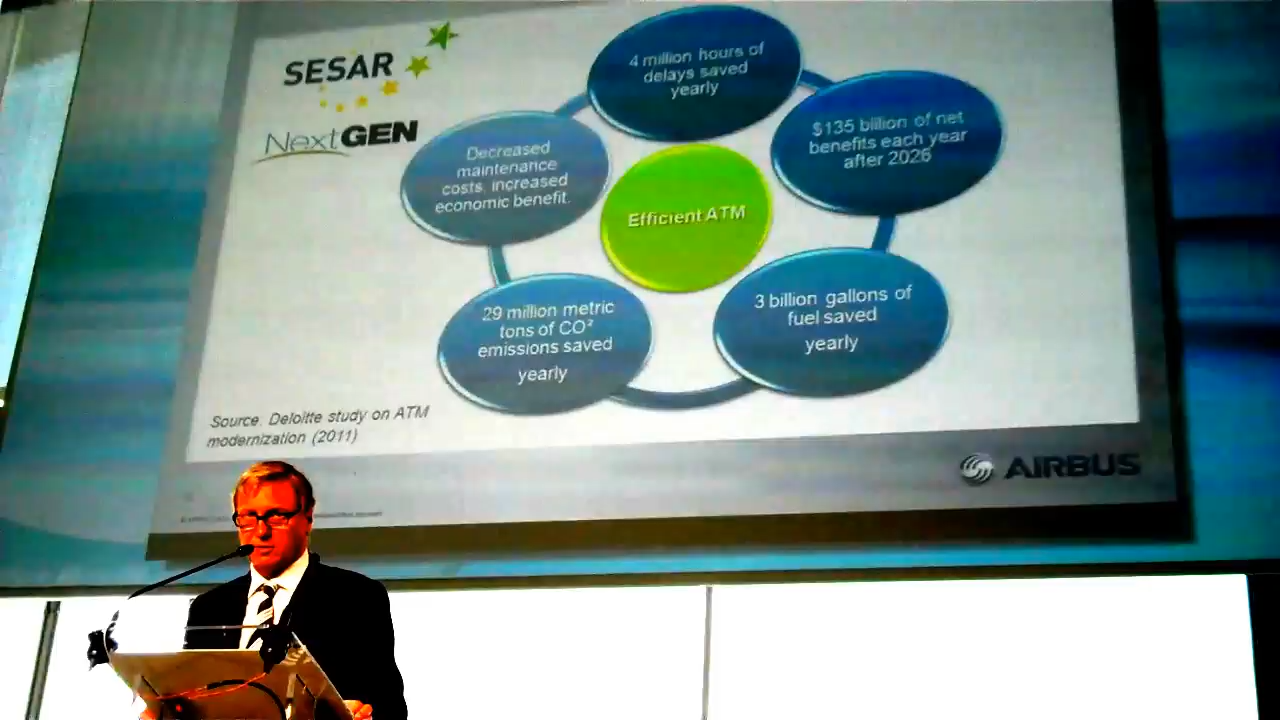 SESAR
NextGEN
4 million hours of
delays saved
yearly
$135 billion of net
benefits each year
after 2026
Decreased
maintenance
costs, increased
economic benefit.
Efficient ATM
29 million metric
tons of CO²
emissions saved
yearly
3 billion gallons of
fuel saved
yearly
Source: Deloitte study on ATM
modernization (2011)
AIRBUS